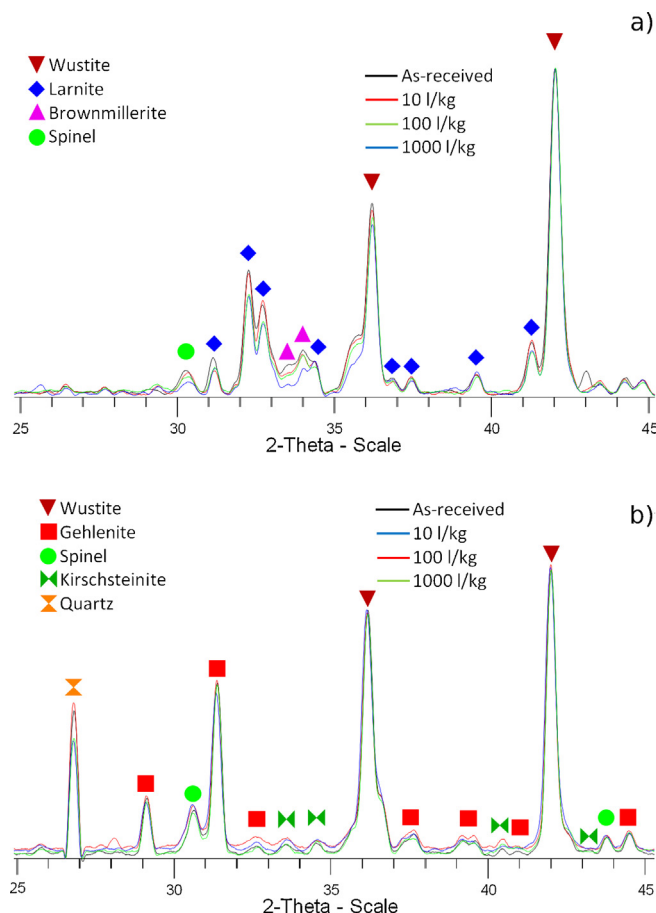 a)
Wustite
Larnite
Brownmillerite
Spinel
As-received
10 l/kg
100 l/kg
1000 l/kg
25 30 35 40 45
2-Theta - Scale
b)
Wustite
Gehlenite
Spinel
Kirschsteinite
Quartz
As-received
10 l/kg
100 l/kg
1000 l/kg
25 30 35 40 45
2-Theta - Scale